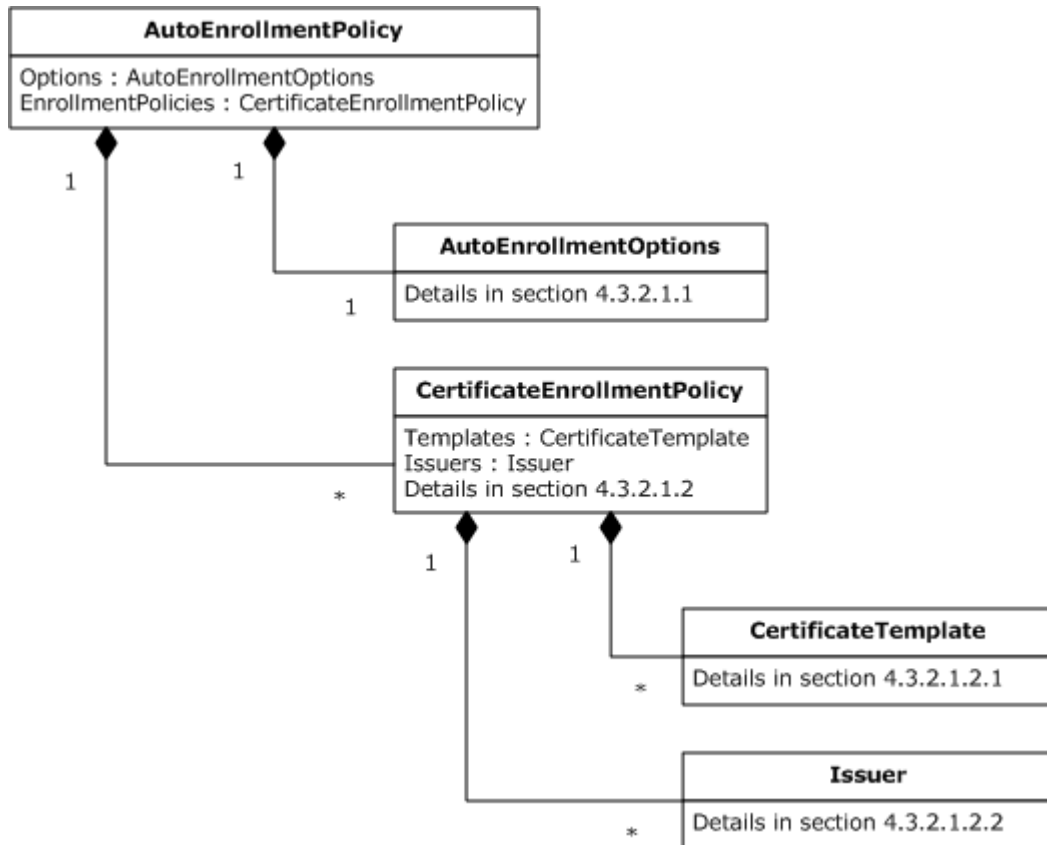 AutoEnrollmentPolicy
Options : AutoEnrollmentOptions
EnrollmentPolicies : CertificateEnrollmentPolicy
1
1
AutoEnrollmentOptions
Details in section 4.3.2.1.1
1
CertificateEnrollmentPolicy
Templates : CertificateTemplate
Issuers : Issuer
Details in section 4.3.2.1.2
*
1
1
CertificateTemplate
Details in section 4.3.2.1.2.1
*
Issuer
Details in section 4.3.2.1.2.2
*